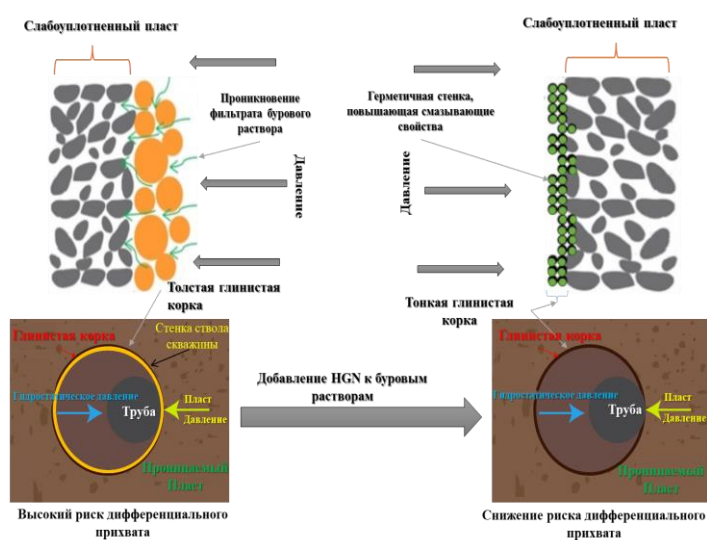 Слабоуплотненный пласт
Проникновение
фильтрата бурового
раствора
Давление
Толстая глинистая
корка
Слабоуплотненный пласт
Герметичная стенка,
повышающая смазывающие
свойства
Давление
Тонкая глинистая
корка
Глинистая корка
Стенка ствола
скважины
Гидростатическое давление
Труба
Пласт
Давление
Проницаемый
Пласт
Высокий риск дифференциального
прихвата
Добавление HGN к буровым
растворам
Глинистая корка
Гидростатическое давление
Труба
Пласт
Давление
Проницаемый
Пласт
Снижение риска дифференциального
прихвата